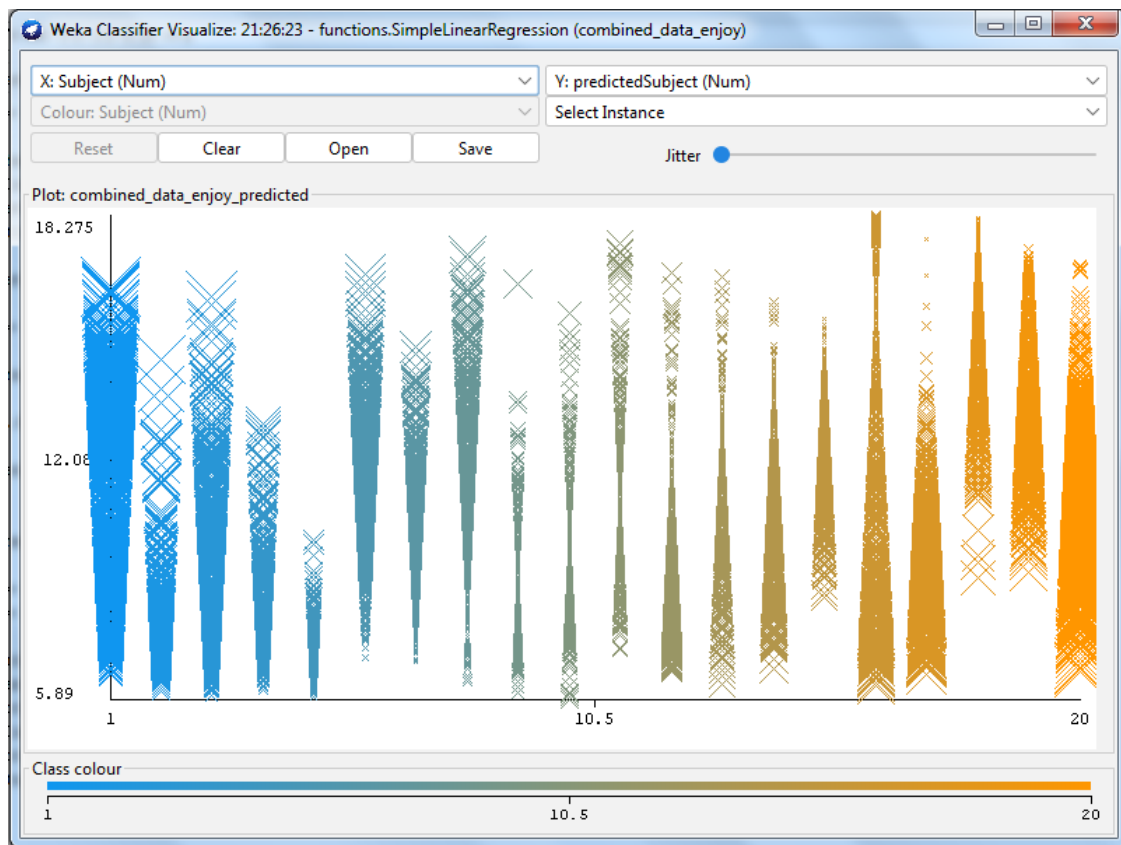 Weka Classifier Visualize: 21:26:23 - functions.SimpleLinearRegression (combined_data_enjoy)
X: Subject (Num)
Y: predictedSubject (Num)
Colour: Subject (Num)
Select Instance
Reset
Clear
Open
Save
Jitter
Plot: combined_data_enjoy_predicted
18.275
12.08
5.89
1
10.5
20
Class colour
1
10.5
20